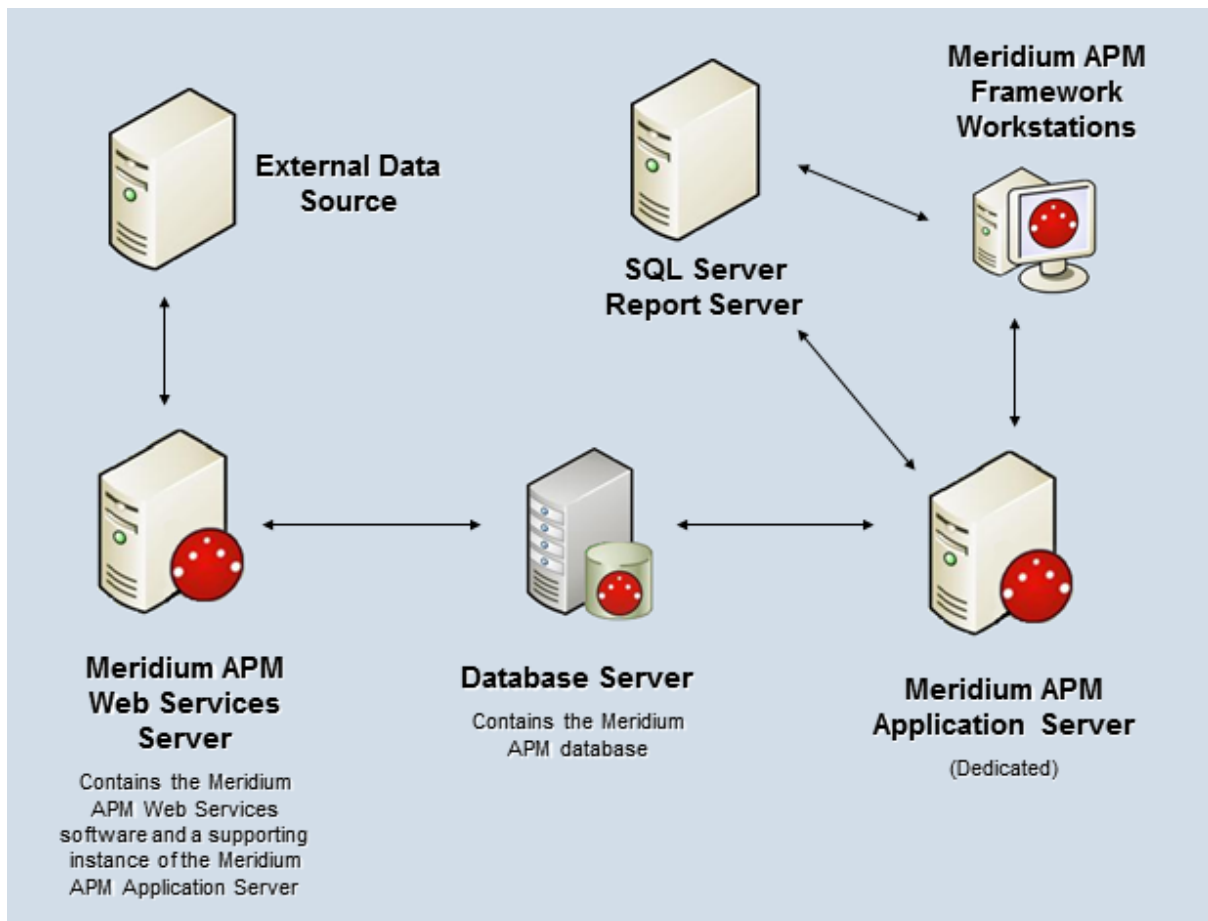 Meridium APM
Framework
Workstations
External Data
Source
SQL Server
Report Server
Meridium APM
Web Services
Server
Contains the Meridium
APM Web Services
software and a supporting
instance of the Meridium
APM Application Server
Database Server
Contains the Meridium
APM database
Meridium APM
Application Server
(Dedicated)